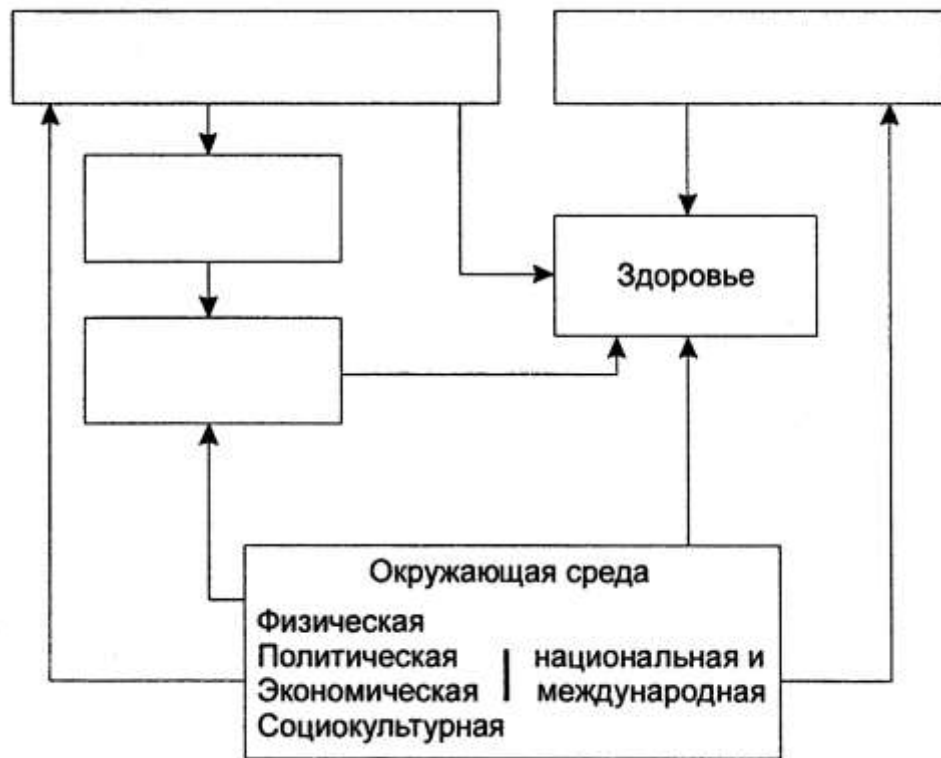 Здоровье
Окружающая среда
Физическая
Политическая национальная и
Экономическая международная
Социокультурная